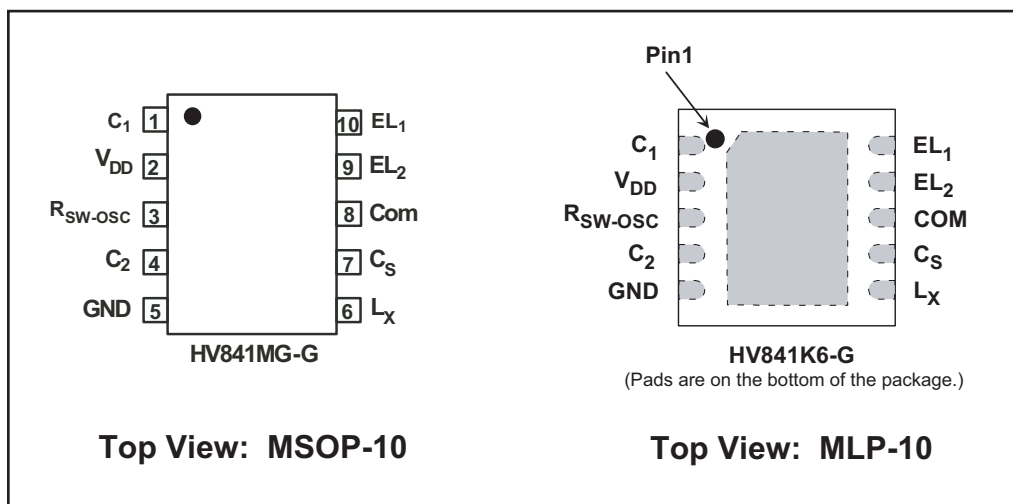 C1 1 10 EL1
VDD 2 9 EL2
RSW-OSC 3 8 Com
C2 4 7 CS
GND 5 6 LX
HV841MG-G
Top View: MSOP-10
Pin1
C1 EL1
VDD EL2
RSW-OSC COM
C2 CS
GND LX
HV841K6-G
(Pads are on the bottom of the package.)
Top View: MLP-10